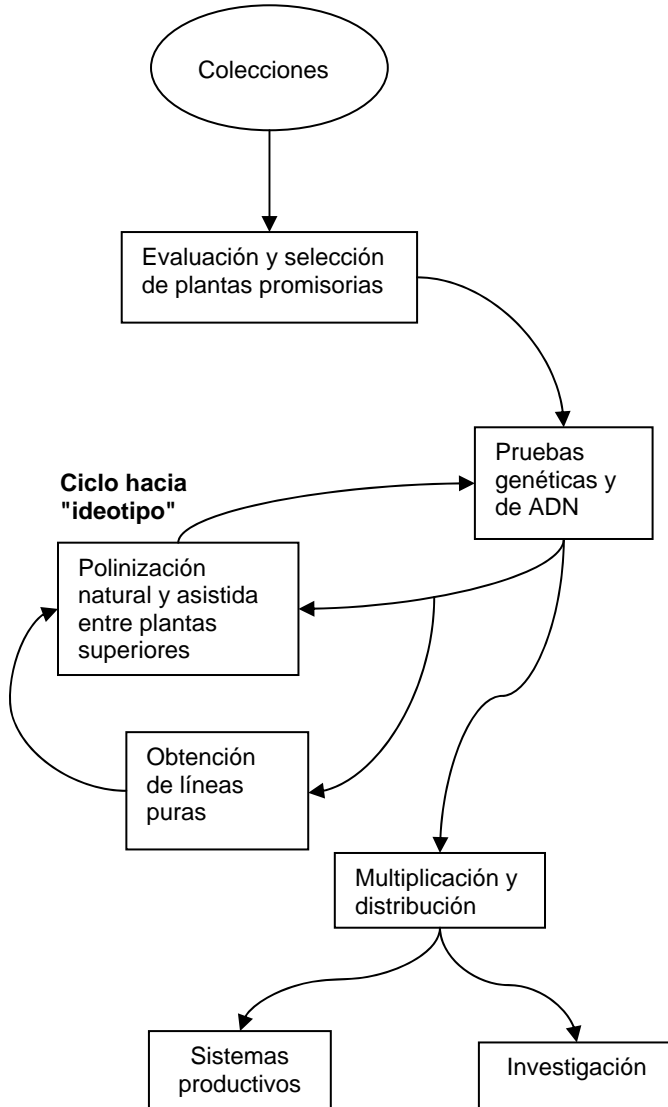 Colecciones
Evaluación y selección
de plantas promisorias
Pruebas
genéticas y
de ADN
Ciclo hacia
"ideotipo"
Polinización
natural y asistida
entre plantas
superiores
Obtención
de líneas
puras
Multiplicación y
distribución
Sistemas
productivos
Investigación